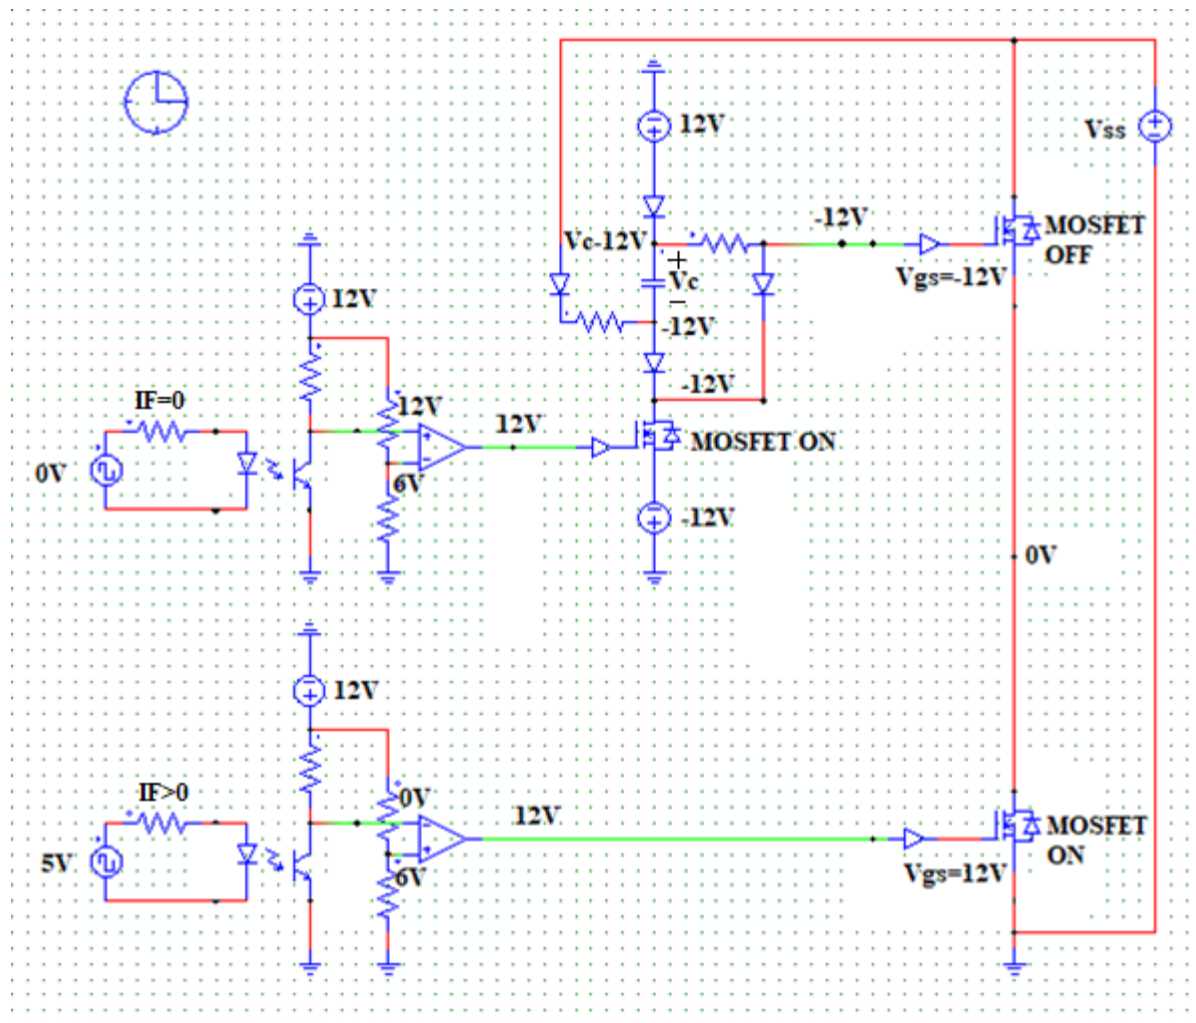 12V
Vss
-12V
MOSFET
OFF
Vc-12V
+
Vc
–
Vgs=-12V
12V
-12V
-12V
IF=0
12V
12V
MOSFET ON
0V
6V
-12V
0V
12V
IF>0
0V
12V
MOSFET
ON
5V
6V
Vgs=12V